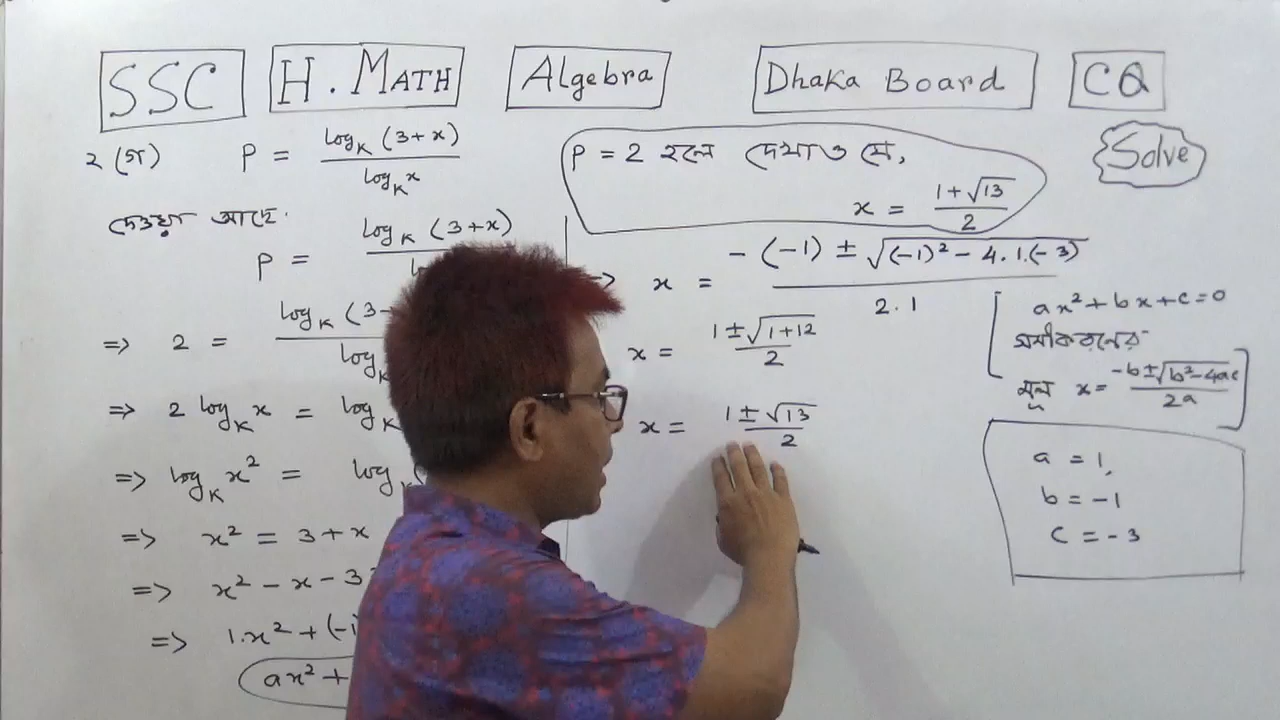 SSC H. MATH Algebra Dhaka Board CQ
Solve
২ (গ) P = log_K (3+x) / log_K x
দেওয়া আছে
P = log_K (3+x)
=> 2 = log_K (3
=> 2 log_K x = log_K
=> log_K x² = log_K
=> x² = 3 + x
=> x² - x - 3
=> 1.x² + (-1
ax² +
P = 2 হলে দেখাও যে,
x = (1 + √13) / 2
x = (- (-1) ± √((-1)² - 4.1.(-3))) / 2.1
x = (1 ± √(1+12)) / 2
x = (1 ± √13) / 2
[ ax² + bx + c = 0
সমীকরনের
মূল x = (-b ± √(b² - 4ac)) / 2a ]
a = 1,
b = -1
c = -3